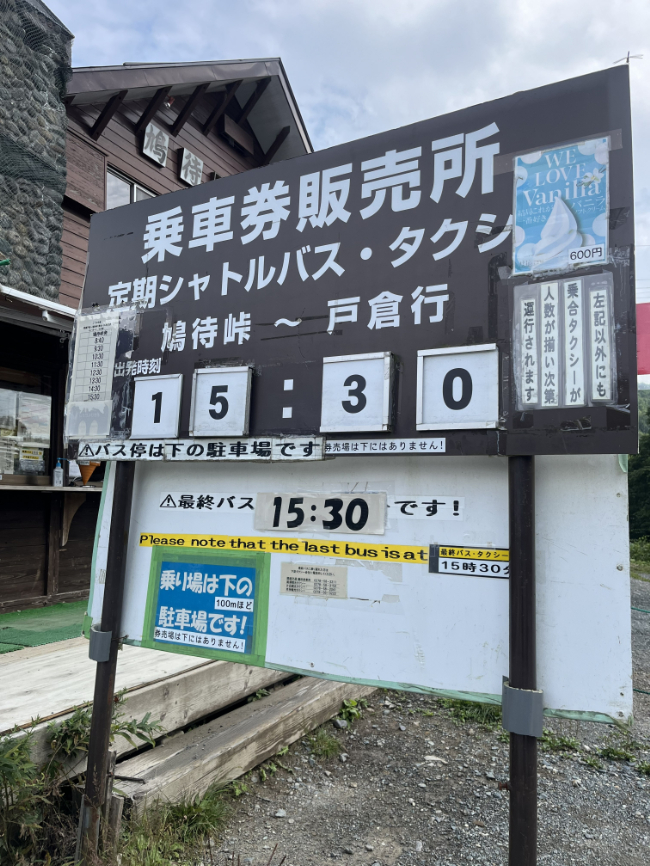 鳩待
乗車券販売所
定期シャトルバス・タクシ
鳩待峠 ～ 戸倉行
出発時刻
15:30
WE LOVE
Vanilla
600円
左記以外にも
乗合タクシーが
人数が揃い次第
運行されます
⚠バス停は下の駐車場です
券売場は下にはありません!
⚠最終バス 15:30 です!
Please note that the last bus is at
最終バス・タクシー
15時30分
乗り場は下の
100mほど
駐車場です!
券売場は下にはありません!